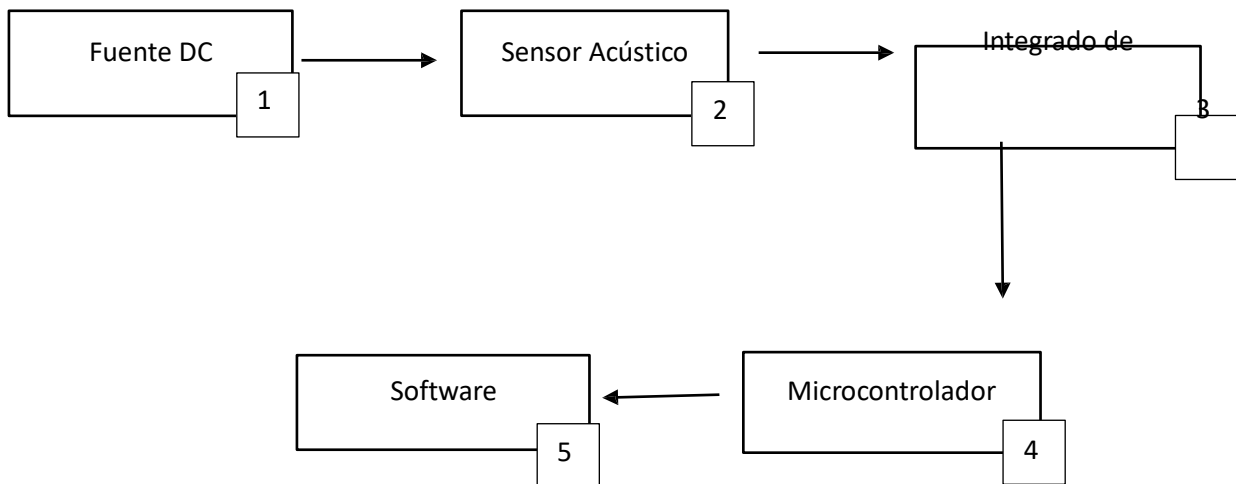 Fuente DC
1
Sensor Acústico
2
Integrado de
3
Microcontrolador
4
Software
5